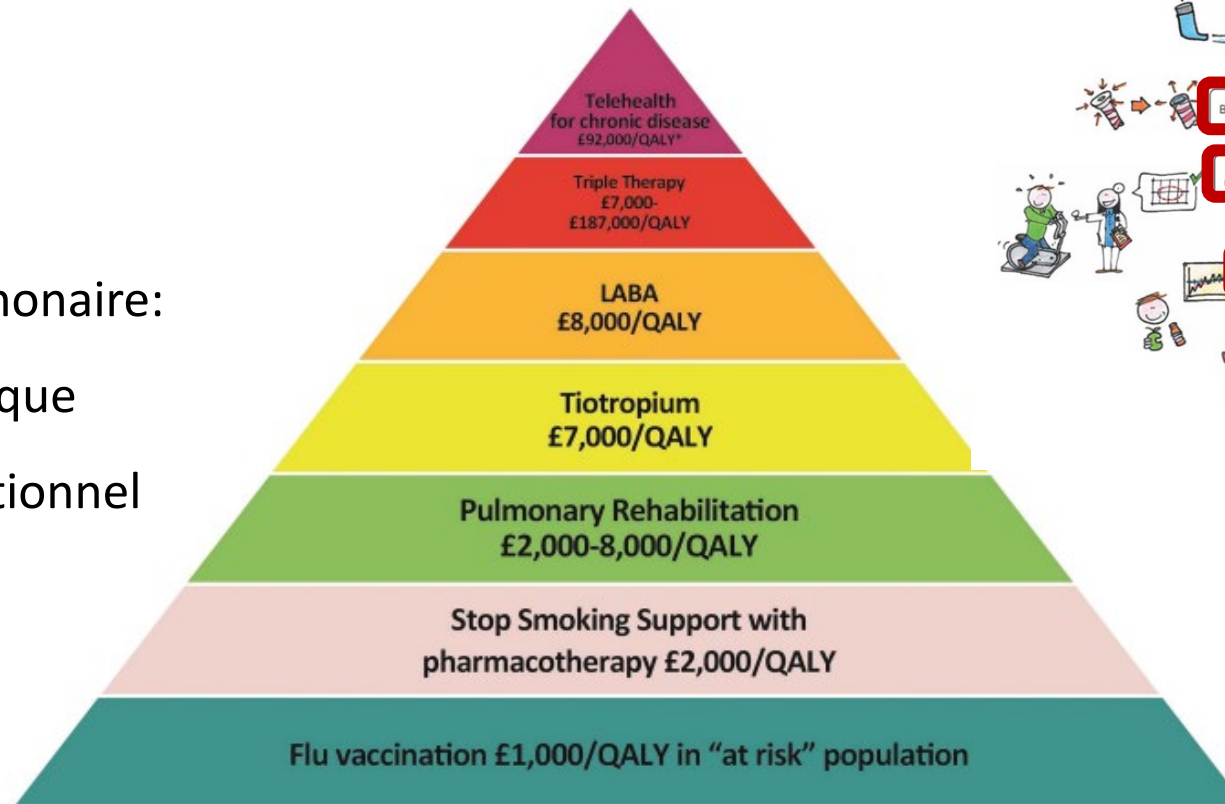 Telehealth
for chronic disease
£92,000/QALY*
Triple Therapy
£7,000-
£187,000/QALY
LABA
£8,000/QALY
Tiotropium
£7,000/QALY
Pulmonary Rehabilitation
£2,000-8,000/QALY
Stop Smoking Support with
pharmacotherapy £2,000/QALY
Flu vaccination £1,000/QALY in “at risk” population
monaire:
que
tionnel
B